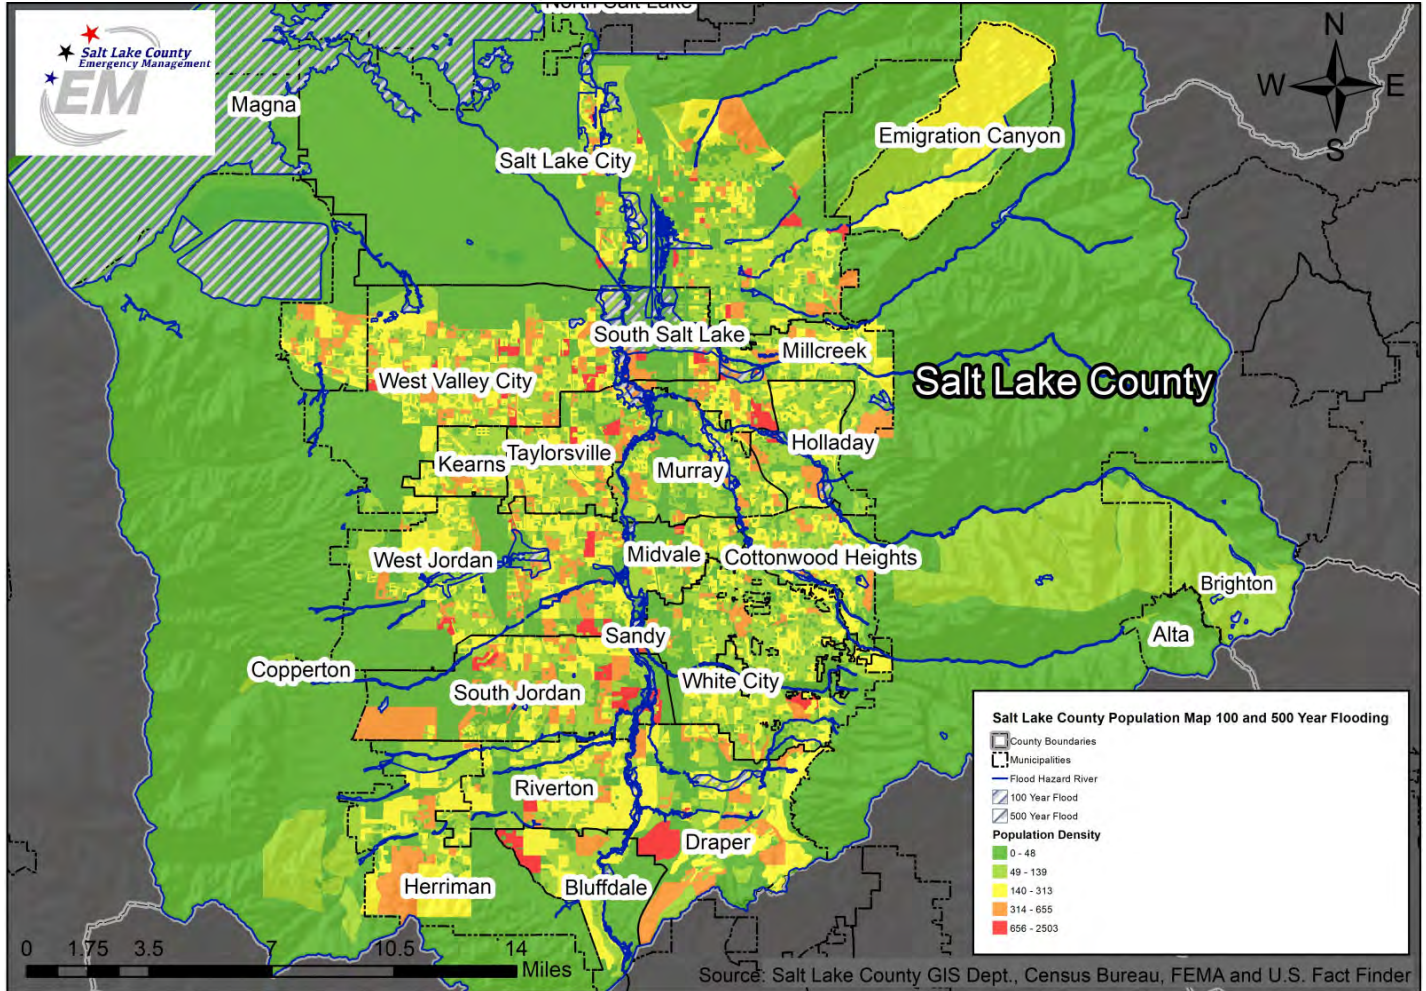 North Salt Lake
Salt Lake County
Emergency Management
EM
N
W E
S
Magna
Emigration Canyon
Salt Lake City
South Salt Lake
Millcreek
West Valley City
Salt Lake County
Holladay
Taylorsville
Kearns
Murray
Midvale
Cottonwood Heights
West Jordan
Brighton
Sandy
Alta
Copperton
White City
South Jordan
Riverton
Draper
Herriman
Bluffdale
Salt Lake County Population Map 100 and 500 Year Flooding
County Boundaries
Municipalities
Flood Hazard River
100 Year Flood
500 Year Flood
Population Density
0 - 48
49 - 139
140 - 313
314 - 655
656 - 2503
0 1.75 3.5 7 10.5 14
Miles
Source: Salt Lake County GIS Dept., Census Bureau, FEMA and U.S. Fact Finder